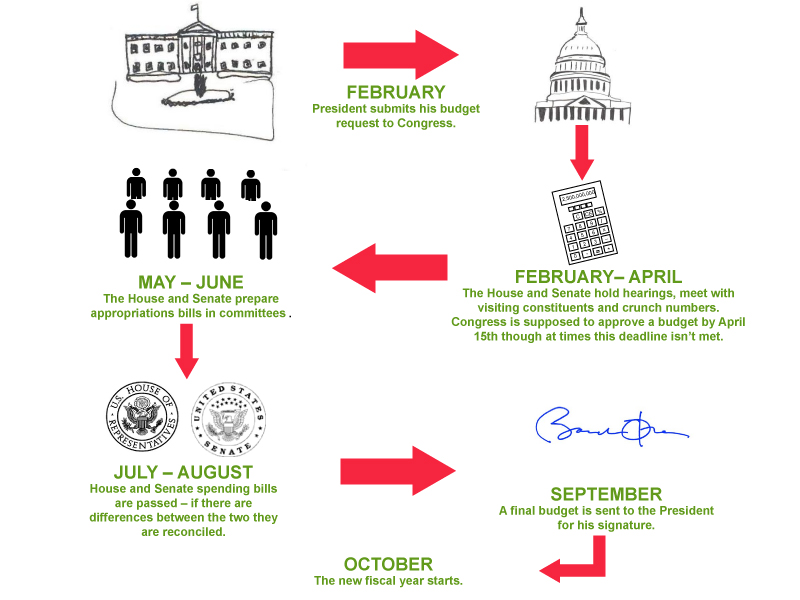 FEBRUARY
President submits his budget
request to Congress.
FEBRUARY– APRIL
The House and Senate hold hearings, meet with
visiting constituents and crunch numbers.
Congress is supposed to approve a budget by April
15th though at times this deadline isn't met.
MAY – JUNE
The House and Senate prepare
appropriations bills in committees .
U.S. HOUSE OF
REPRESENTATIVES
UNITED STATES
SENATE
JULY – AUGUST
House and Senate spending bills
are passed – if there are
differences between the two they
are reconciled.
SEPTEMBER
A final budget is sent to the President
for his signature.
OCTOBER
The new fiscal year starts.